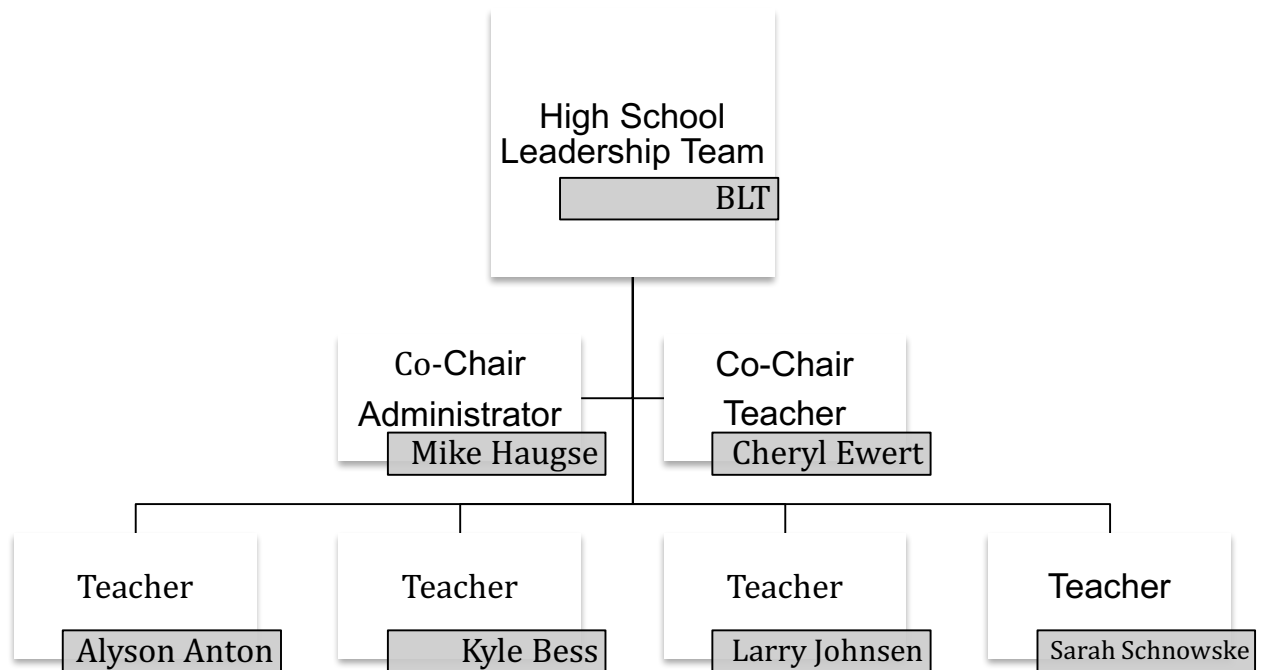 High School
Leadership Team
BLT
Co-Chair
Administrator
Mike Haugse
Co-Chair
Teacher
Cheryl Ewert
Teacher
Alyson Anton
Teacher
Kyle Bess
Teacher
Larry Johnsen
Teacher
Sarah Schnowske